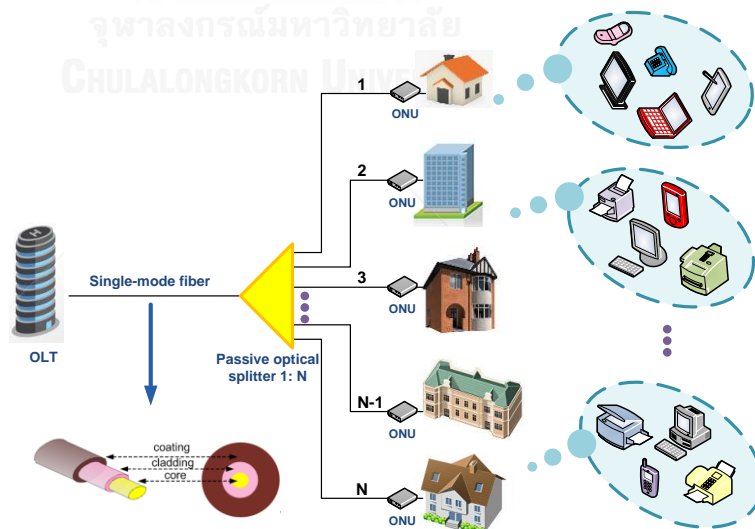 จุฬาลงกรณ์มหาวิทยาลัย
CHULALONGKORN UNIVE
1
ONU
2
ONU
Single-mode fiber
3
ONU
OLT
Passive optical
splitter 1: N
N-1
ONU
coating
cladding
core
N
ONU
H